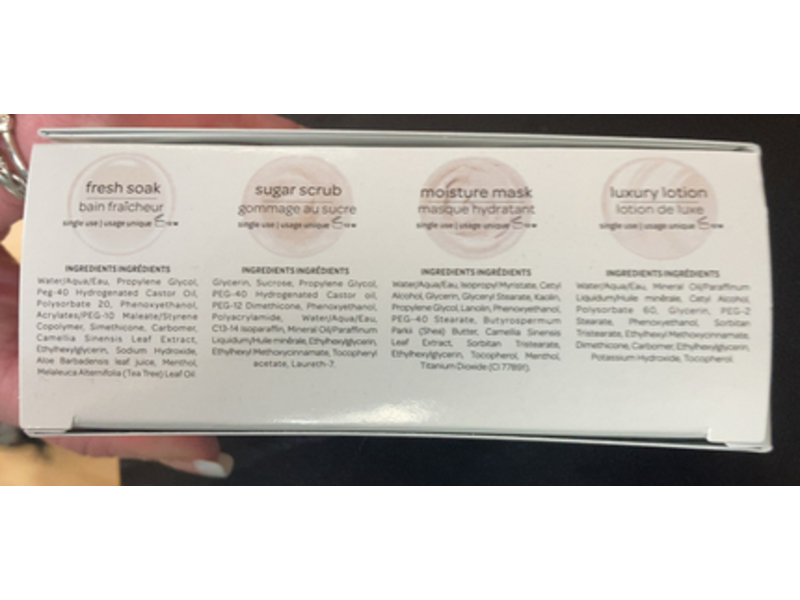 fresh soak
bain fraîcheur
single use | usage unique
INGREDIENTS INGRÉDIENTS
Water/Aqua/Eau, Propylene Glycol,
Peg-40 Hydrogenated Castor Oil,
Polysorbate 20, Phenoxyethanol,
Acrylates/PEG-10 Maleate/Styrene
Copolymer, Simethicone, Carbomer,
Camellia Sinensis Leaf Extract,
Ethylhexylglycerin, Sodium Hydroxide,
Aloe Barbadensis leaf juice, Menthol,
Melaleuca Alternifolia (Tea Tree) Leaf Oil.
sugar scrub
gommage au sucre
single use | usage unique
INGREDIENTS INGRÉDIENTS
Glycerin, Sucrose, Propylene Glycol,
PEG-40 Hydrogenated Castor oil,
PEG-12 Dimethicone, Phenoxyethanol,
Polyacrylamide, Water/Aqua/Eau,
C13-14 Isoparaffin, Mineral Oil/Paraffinum
Liquidum/Huile minérale, Ethylhexylglycerin,
Ethylhexyl Methoxycinnamate, Tocopheryl
acetate, Laureth-7.
moisture mask
masque hydratant
single use | usage unique
INGREDIENTS INGRÉDIENTS
Water/Aqua/Eau, Isopropyl Myristate, Cetyl
Alcohol, Glycerin, Glyceryl Stearate, Kaolin,
Propylene Glycol, Lanolin, Phenoxyethanol,
PEG-40 Stearate, Butyrospermum
Parkii (Shea) Butter, Camellia Sinensis
Leaf Extract, Sorbitan Tristearate,
Ethylhexylglycerin, Tocopherol, Menthol,
Titanium Dioxide (CI 77891).
luxury lotion
lotion de luxe
single use | usage unique
INGREDIENTS INGRÉDIENTS
Water/Aqua/Eau, Mineral Oil/Paraffinum
Liquidum/Huile minérale, Cetyl Alcohol,
Polysorbate 60, Glycerin, PEG-2
Stearate, Phenoxyethanol, Sorbitan
Tristearate, Ethylhexyl Methoxycinnamate,
Dimethicone, Carbomer, Ethylhexylglycerin,
Potassium Hydroxide, Tocopherol.